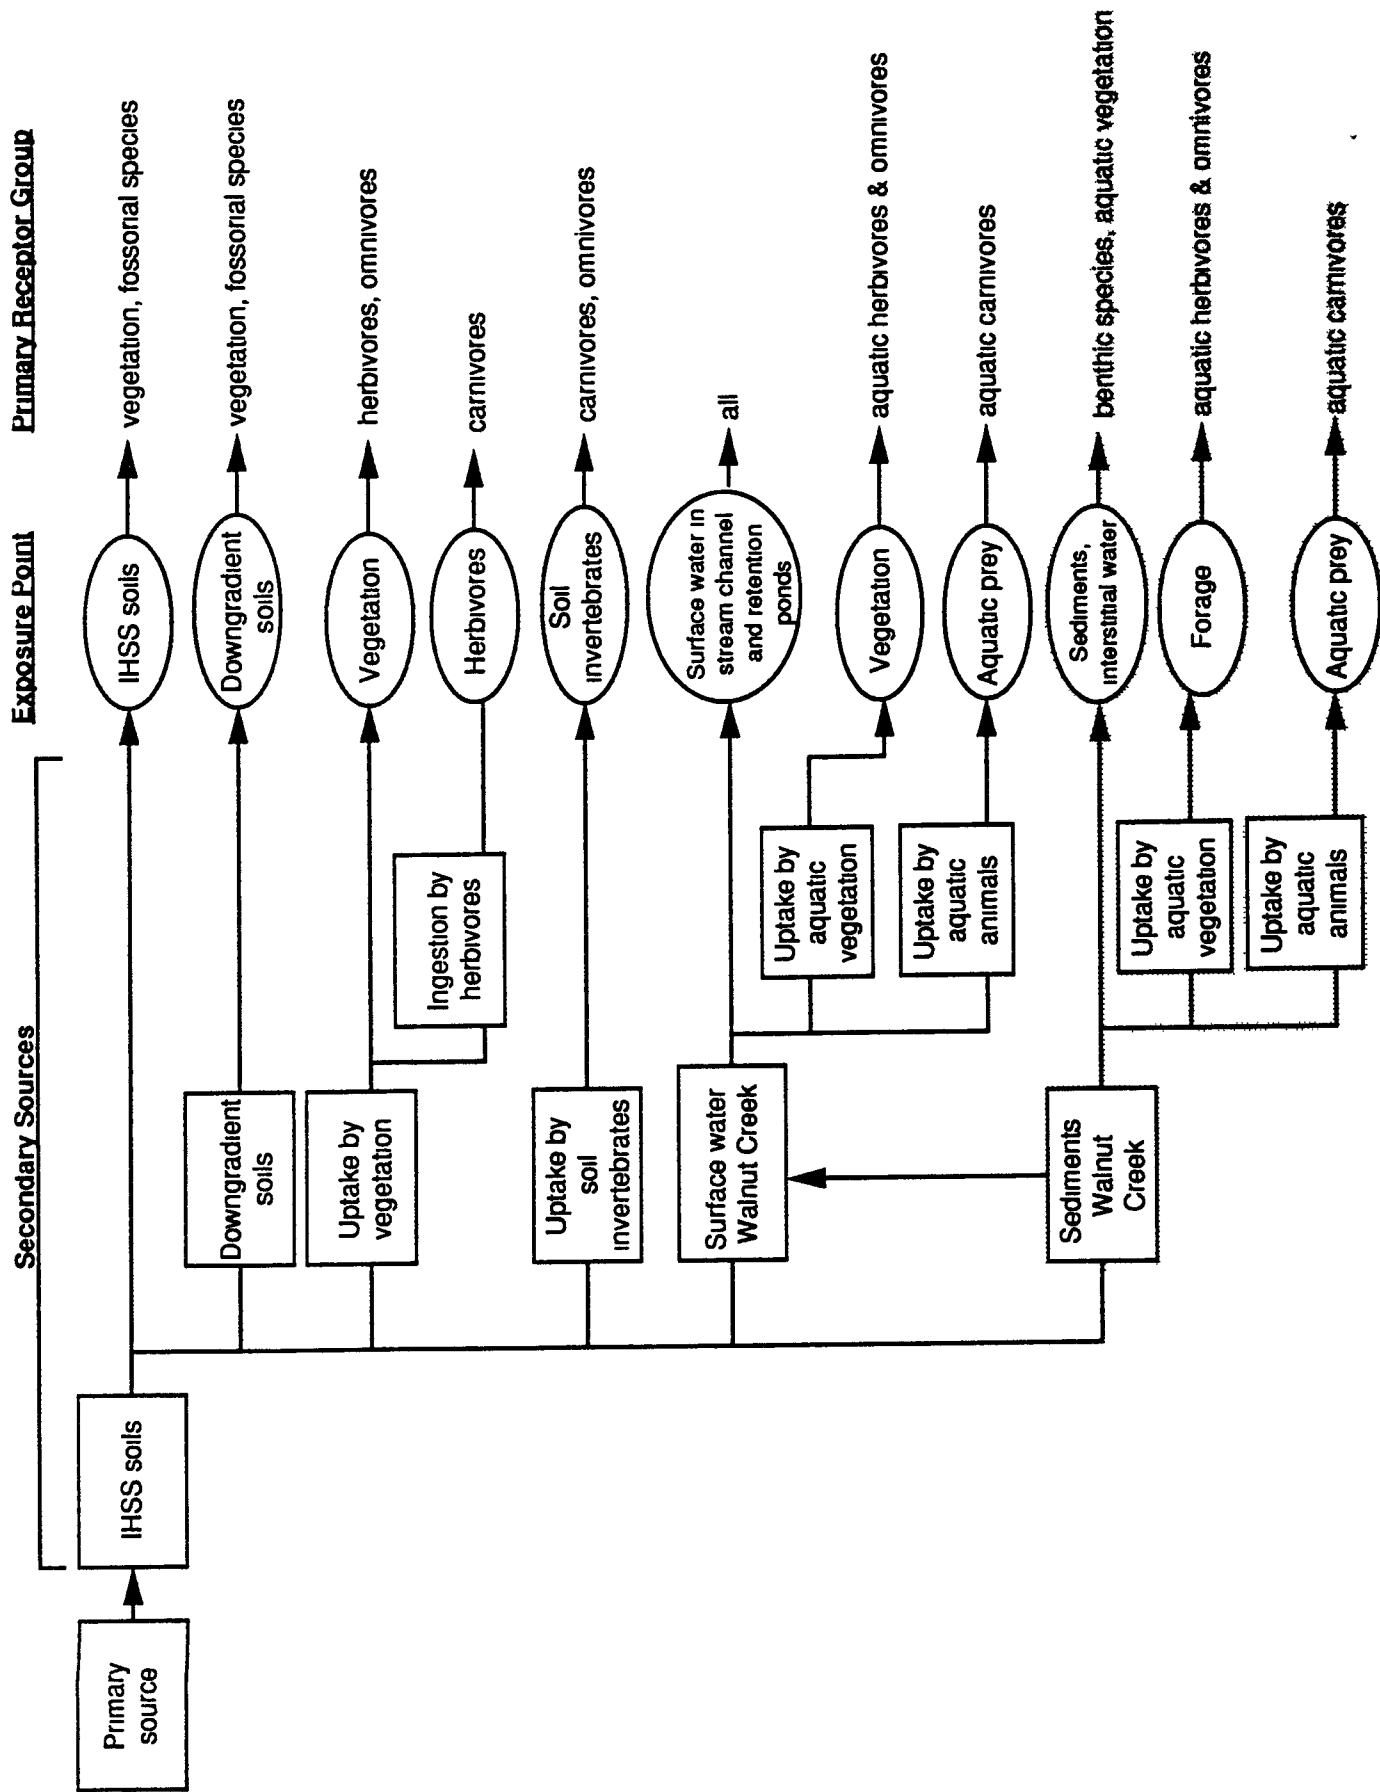 Secondary Sources
Exposure Point
Primary Receptor Group
Primary
source
IHSS soils
IHSS soils
vegetation, fossorial species
Downgradient
soils
Downgradient
soils
vegetation, fossorial species
Uptake by
vegetation
Vegetation
herbivores, omnivores
Ingestion by
herbivores
Herbivores
carnivores
Uptake by
soil
invertebrates
Soil
invertebrates
carnivores, omnivores
Surface water
Walnut Creek
Surface water in
stream channel
and retention
ponds
all
Uptake by
aquatic
vegetation
Vegetation
aquatic herbivores & omnivores
Uptake by
aquatic
animals
Aquatic prey
aquatic carnivores
Sediments
Walnut
Creek
Sediments,
interstitial water
benthic species, aquatic vegetation
Uptake by
aquatic
vegetation
Forage
aquatic herbivores & omnivores
Uptake by
aquatic
animals
Aquatic prey
aquatic carnivores